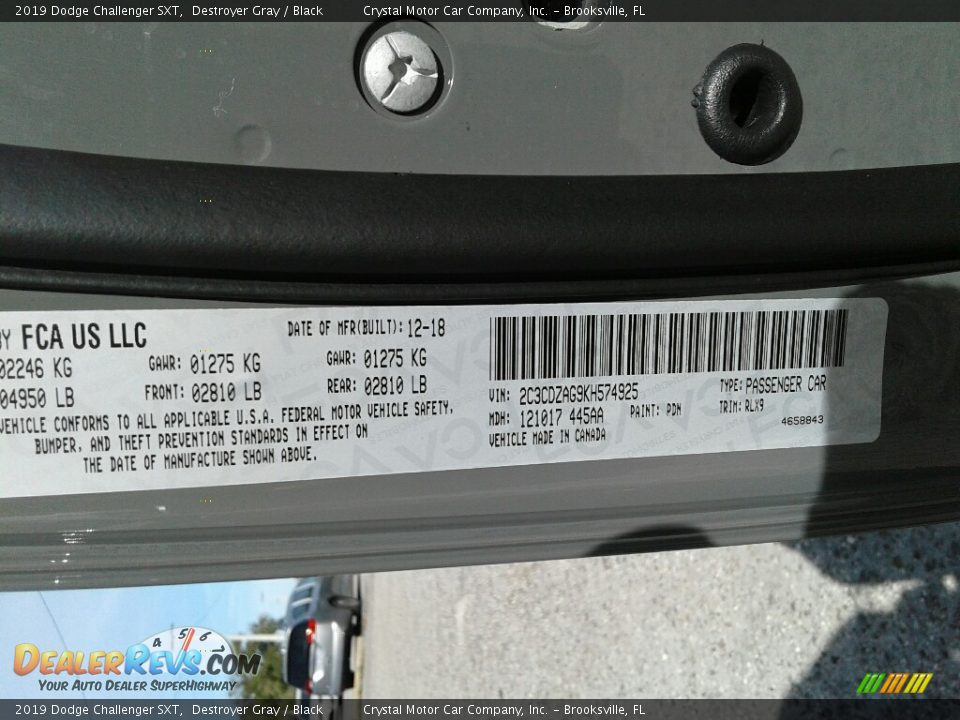 2019 Dodge Challenger SXT, Destroyer Gray / Black Crystal Motor Car Company, Inc. – Brooksville, FL
BY FCA US LLC
DATE OF MFR(BUILT): 12-18
02246 KG GAWR: 01275 KG GAWR: 01275 KG
04950 LB FRONT: 02810 LB REAR: 02810 LB
VEHICLE CONFORMS TO ALL APPLICABLE U.S.A. FEDERAL MOTOR VEHICLE SAFETY,
BUMPER, AND THEFT PREVENTION STANDARDS IN EFFECT ON
THE DATE OF MANUFACTURE SHOWN ABOVE.
VIN: 2C3CDZAG9KH574925 TYPE: PASSENGER CAR
MDH: 121017 445AA PAINT: PDN TRIM: RLX9
VEHICLE MADE IN CANADA 4658843
4 5 6
DEALERREVS.COM
YOUR AUTO DEALER SUPERHIGHWAY
2019 Dodge Challenger SXT, Destroyer Gray / Black Crystal Motor Car Company, Inc. – Brooksville, FL